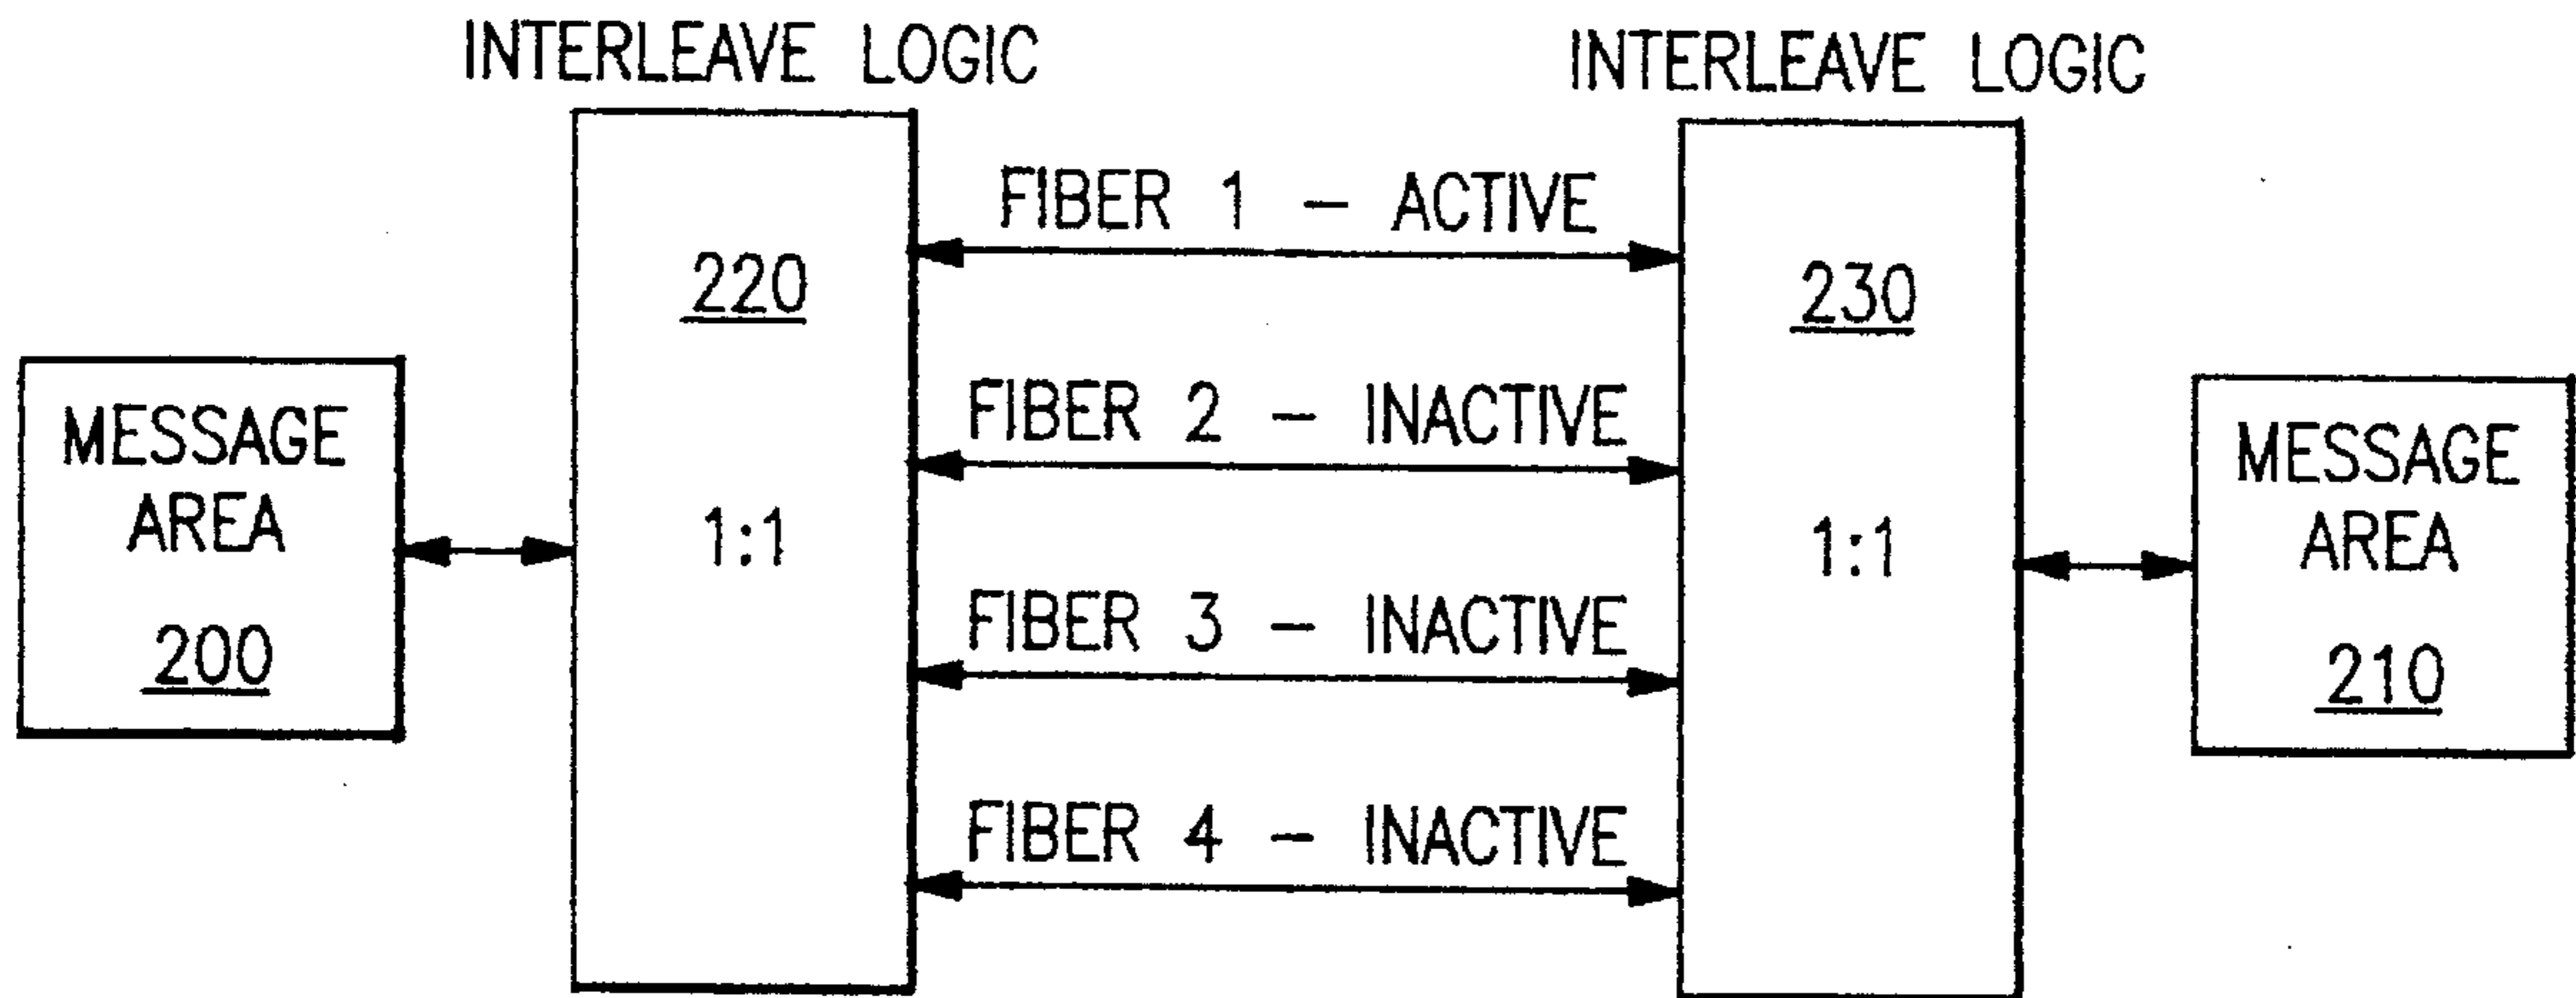 INTERLEAVE LOGIC
INTERLEAVE LOGIC
FIBER 1 – ACTIVE
220
230
FIBER 2 – INACTIVE
MESSAGE
AREA
200
MESSAGE
AREA
210
1:1
1:1
FIBER 3 – INACTIVE
FIBER 4 – INACTIVE